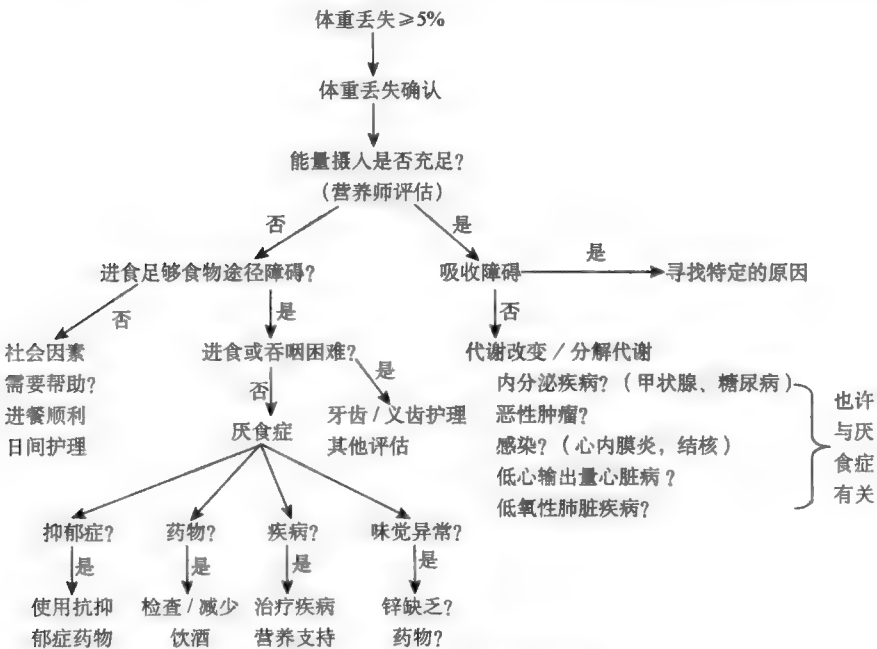 体重丢失≥5%
体重丢失确认
能量摄入是否充足?
(营养师评估)
否
是
进食足够食物途径障碍?
吸收障碍
是
寻找特定的原因
否
是
否
社会因素
需要帮助?
进餐顺利
日间护理
进食或吞咽困难?
是
否
牙齿/义齿护理
其他评估
代谢改变/分解代谢
内分泌疾病?(甲状腺、糖尿病)
恶性肿瘤?
感染?(心内膜炎,结核)
低心输出量心脏病?
低氧性肺脏疾病?
也许
与厌
食症
有关
厌食症
抑郁症?
药物?
疾病?
味觉异常?
是
是
是
是
使用抗抑
郁症药物
检查/减少
饮酒
治疗疾病
营养支持
锌缺乏?
药物?